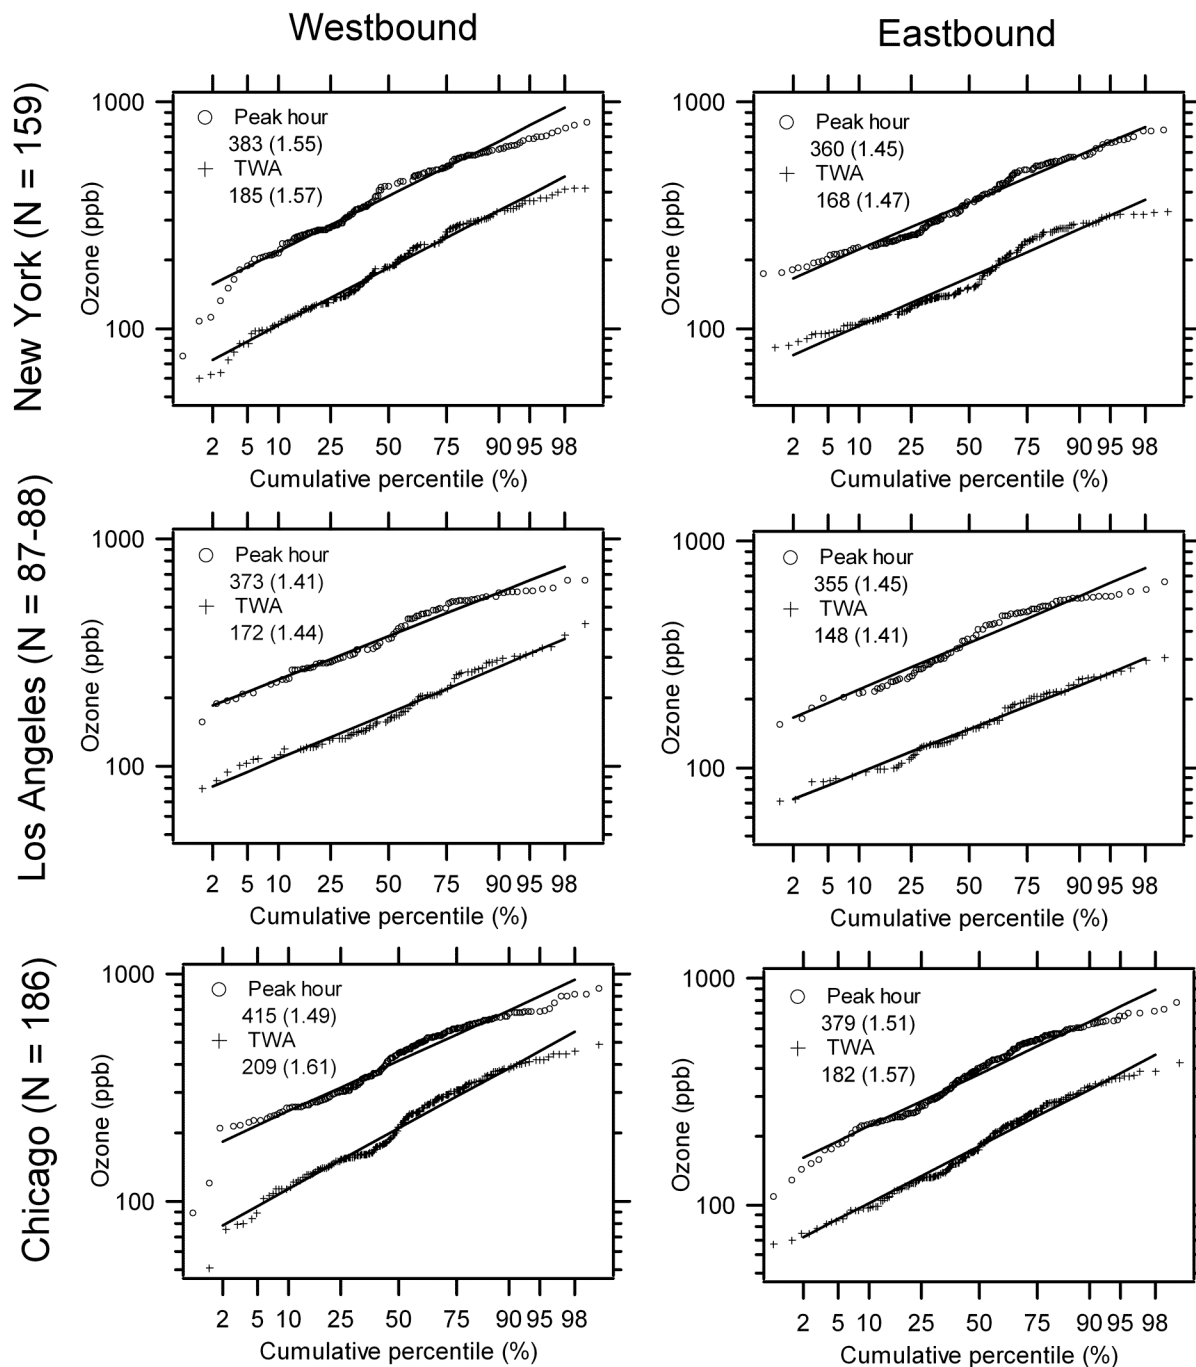 Westbound
Eastbound
New York (N = 159)
1000
Peak hour
383 (1.55)
TWA
185 (1.57)
Ozone (ppb)
100
2 5 10 25 50 75 90 95 98
Cumulative percentile (%)
1000
Peak hour
360 (1.45)
TWA
168 (1.47)
Ozone (ppb)
100
2 5 10 25 50 75 90 95 98
Cumulative percentile (%)
Los Angeles (N = 87-88)
1000
Peak hour
373 (1.41)
TWA
172 (1.44)
Ozone (ppb)
100
2 5 10 25 50 75 90 95 98
Cumulative percentile (%)
1000
Peak hour
355 (1.45)
TWA
148 (1.41)
Ozone (ppb)
100
2 5 10 25 50 75 90 95 98
Cumulative percentile (%)
Chicago (N = 186)
1000
Peak hour
415 (1.49)
TWA
209 (1.61)
Ozone (ppb)
100
2 5 10 25 50 75 90 95 98
Cumulative percentile (%)
1000
Peak hour
379 (1.51)
TWA
182 (1.57)
Ozone (ppb)
100
2 5 10 25 50 75 90 95 98
Cumulative percentile (%)